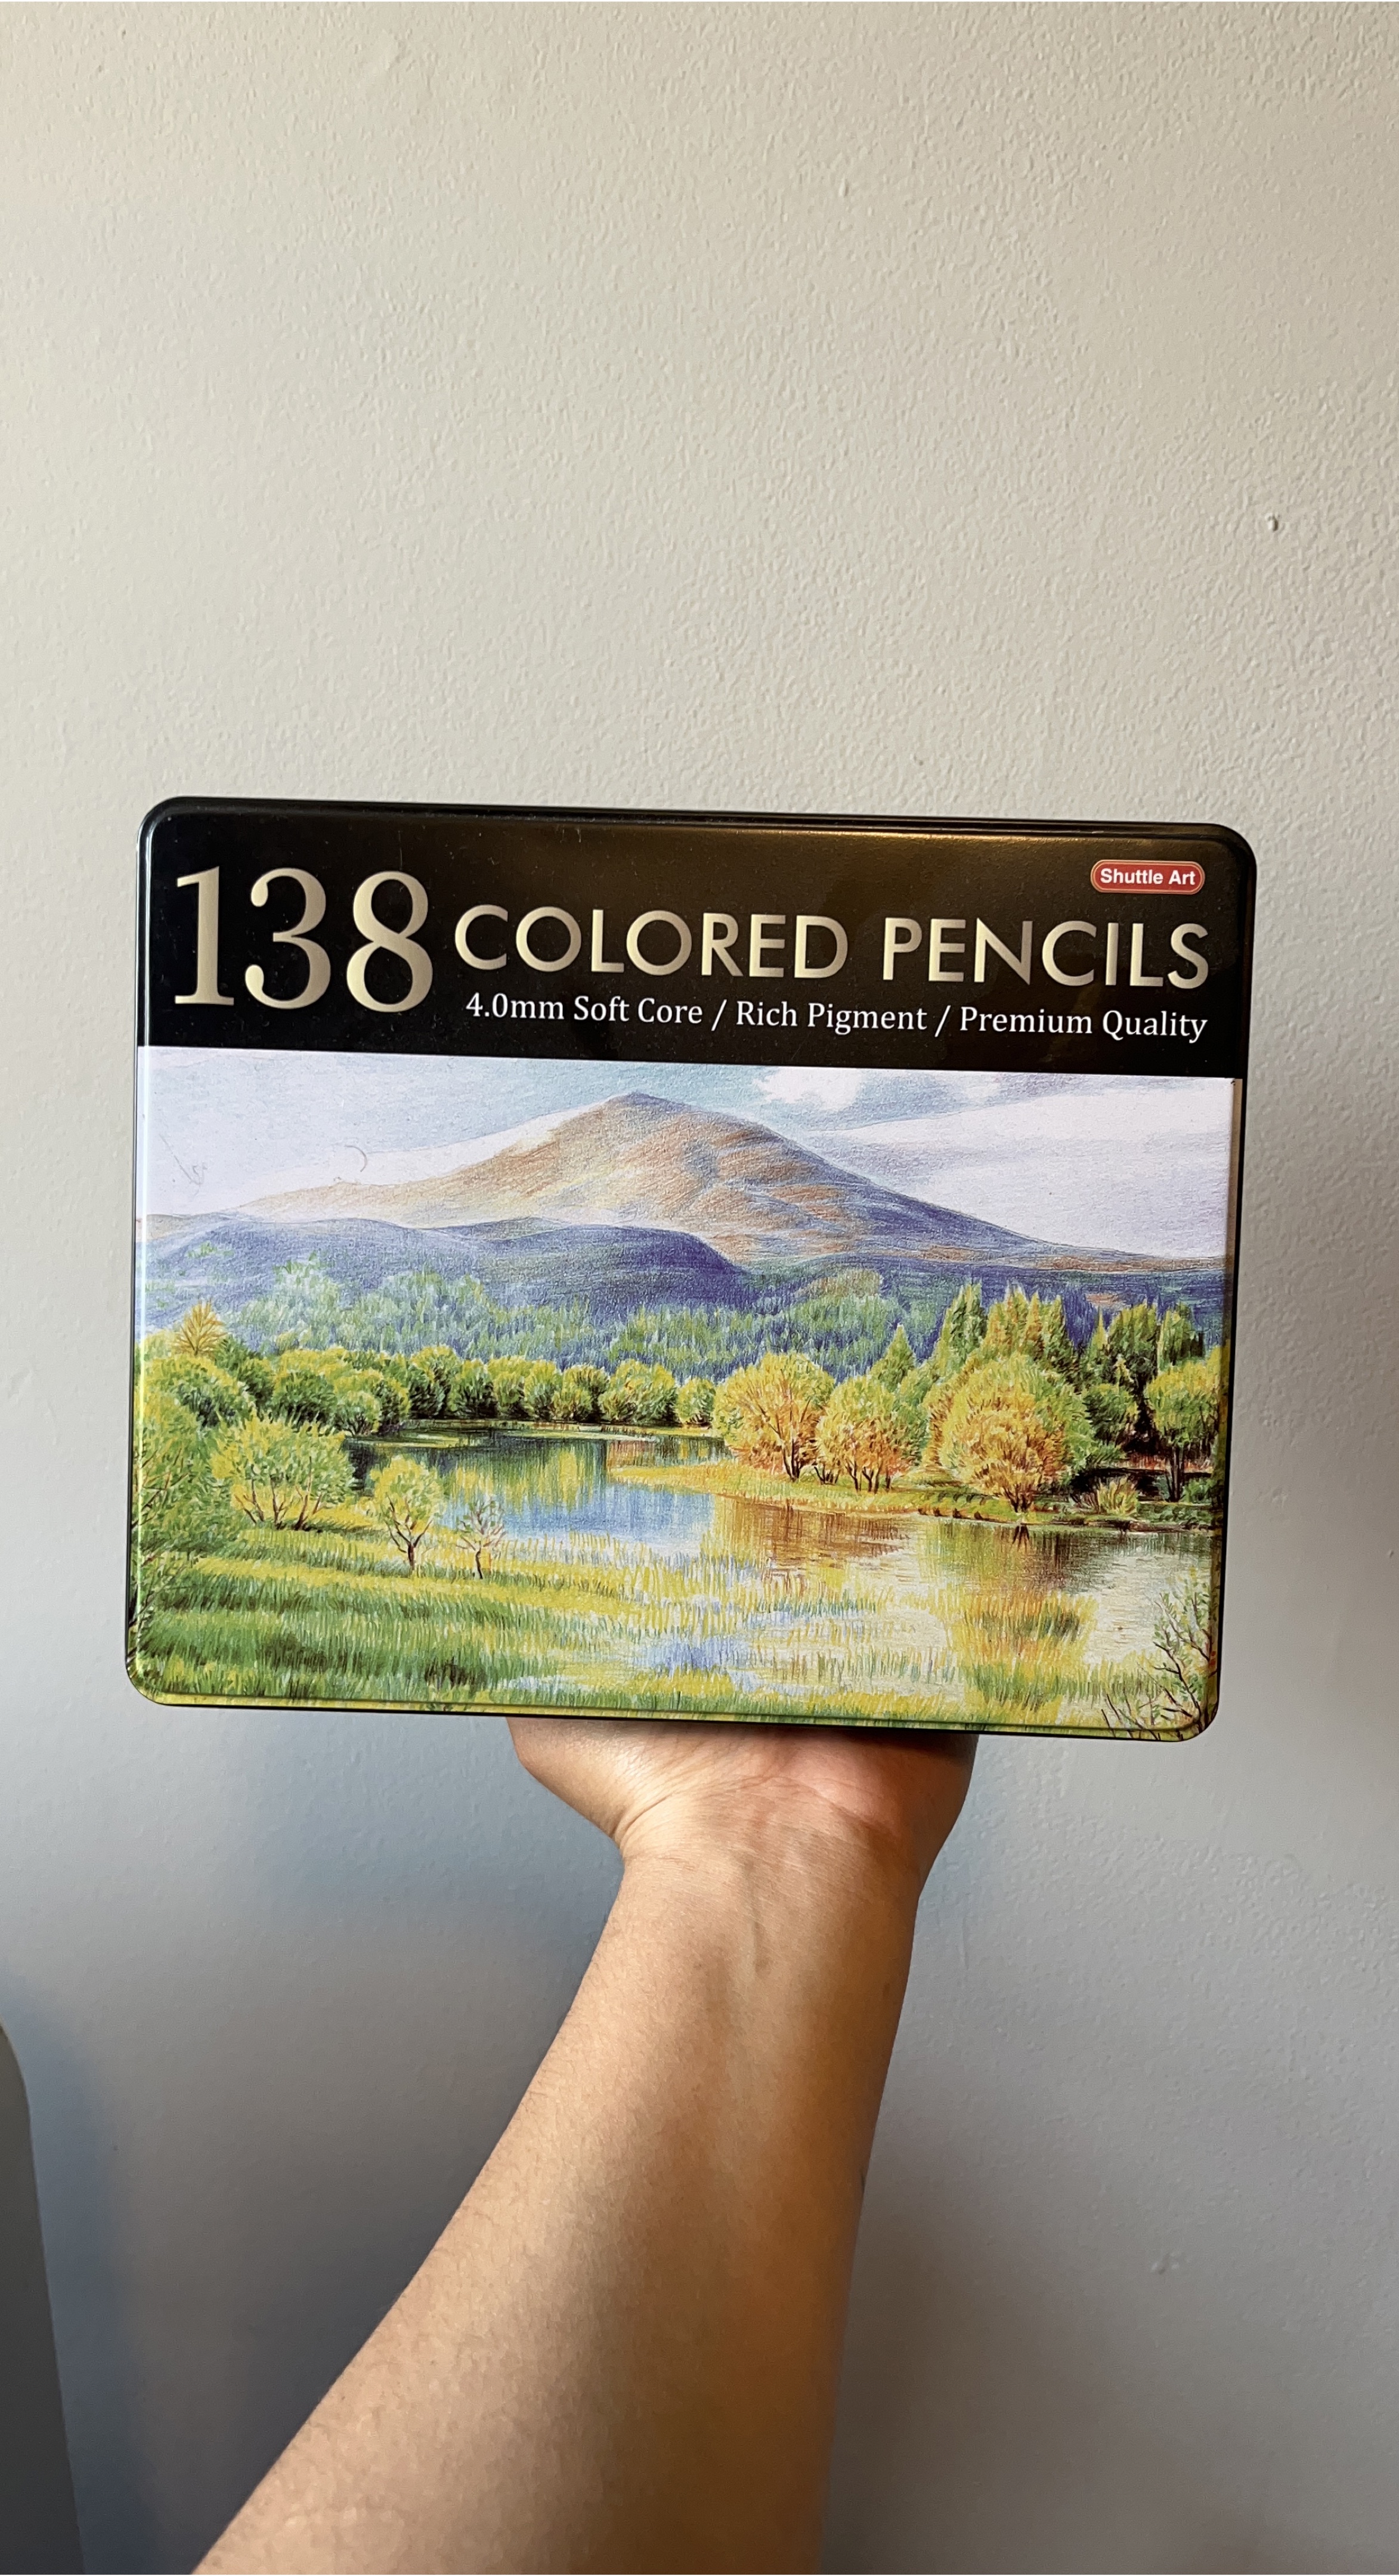 Shuttle Art
138 COLORED PENCILS
4.0mm Soft Core / Rich Pigment / Premium Quality